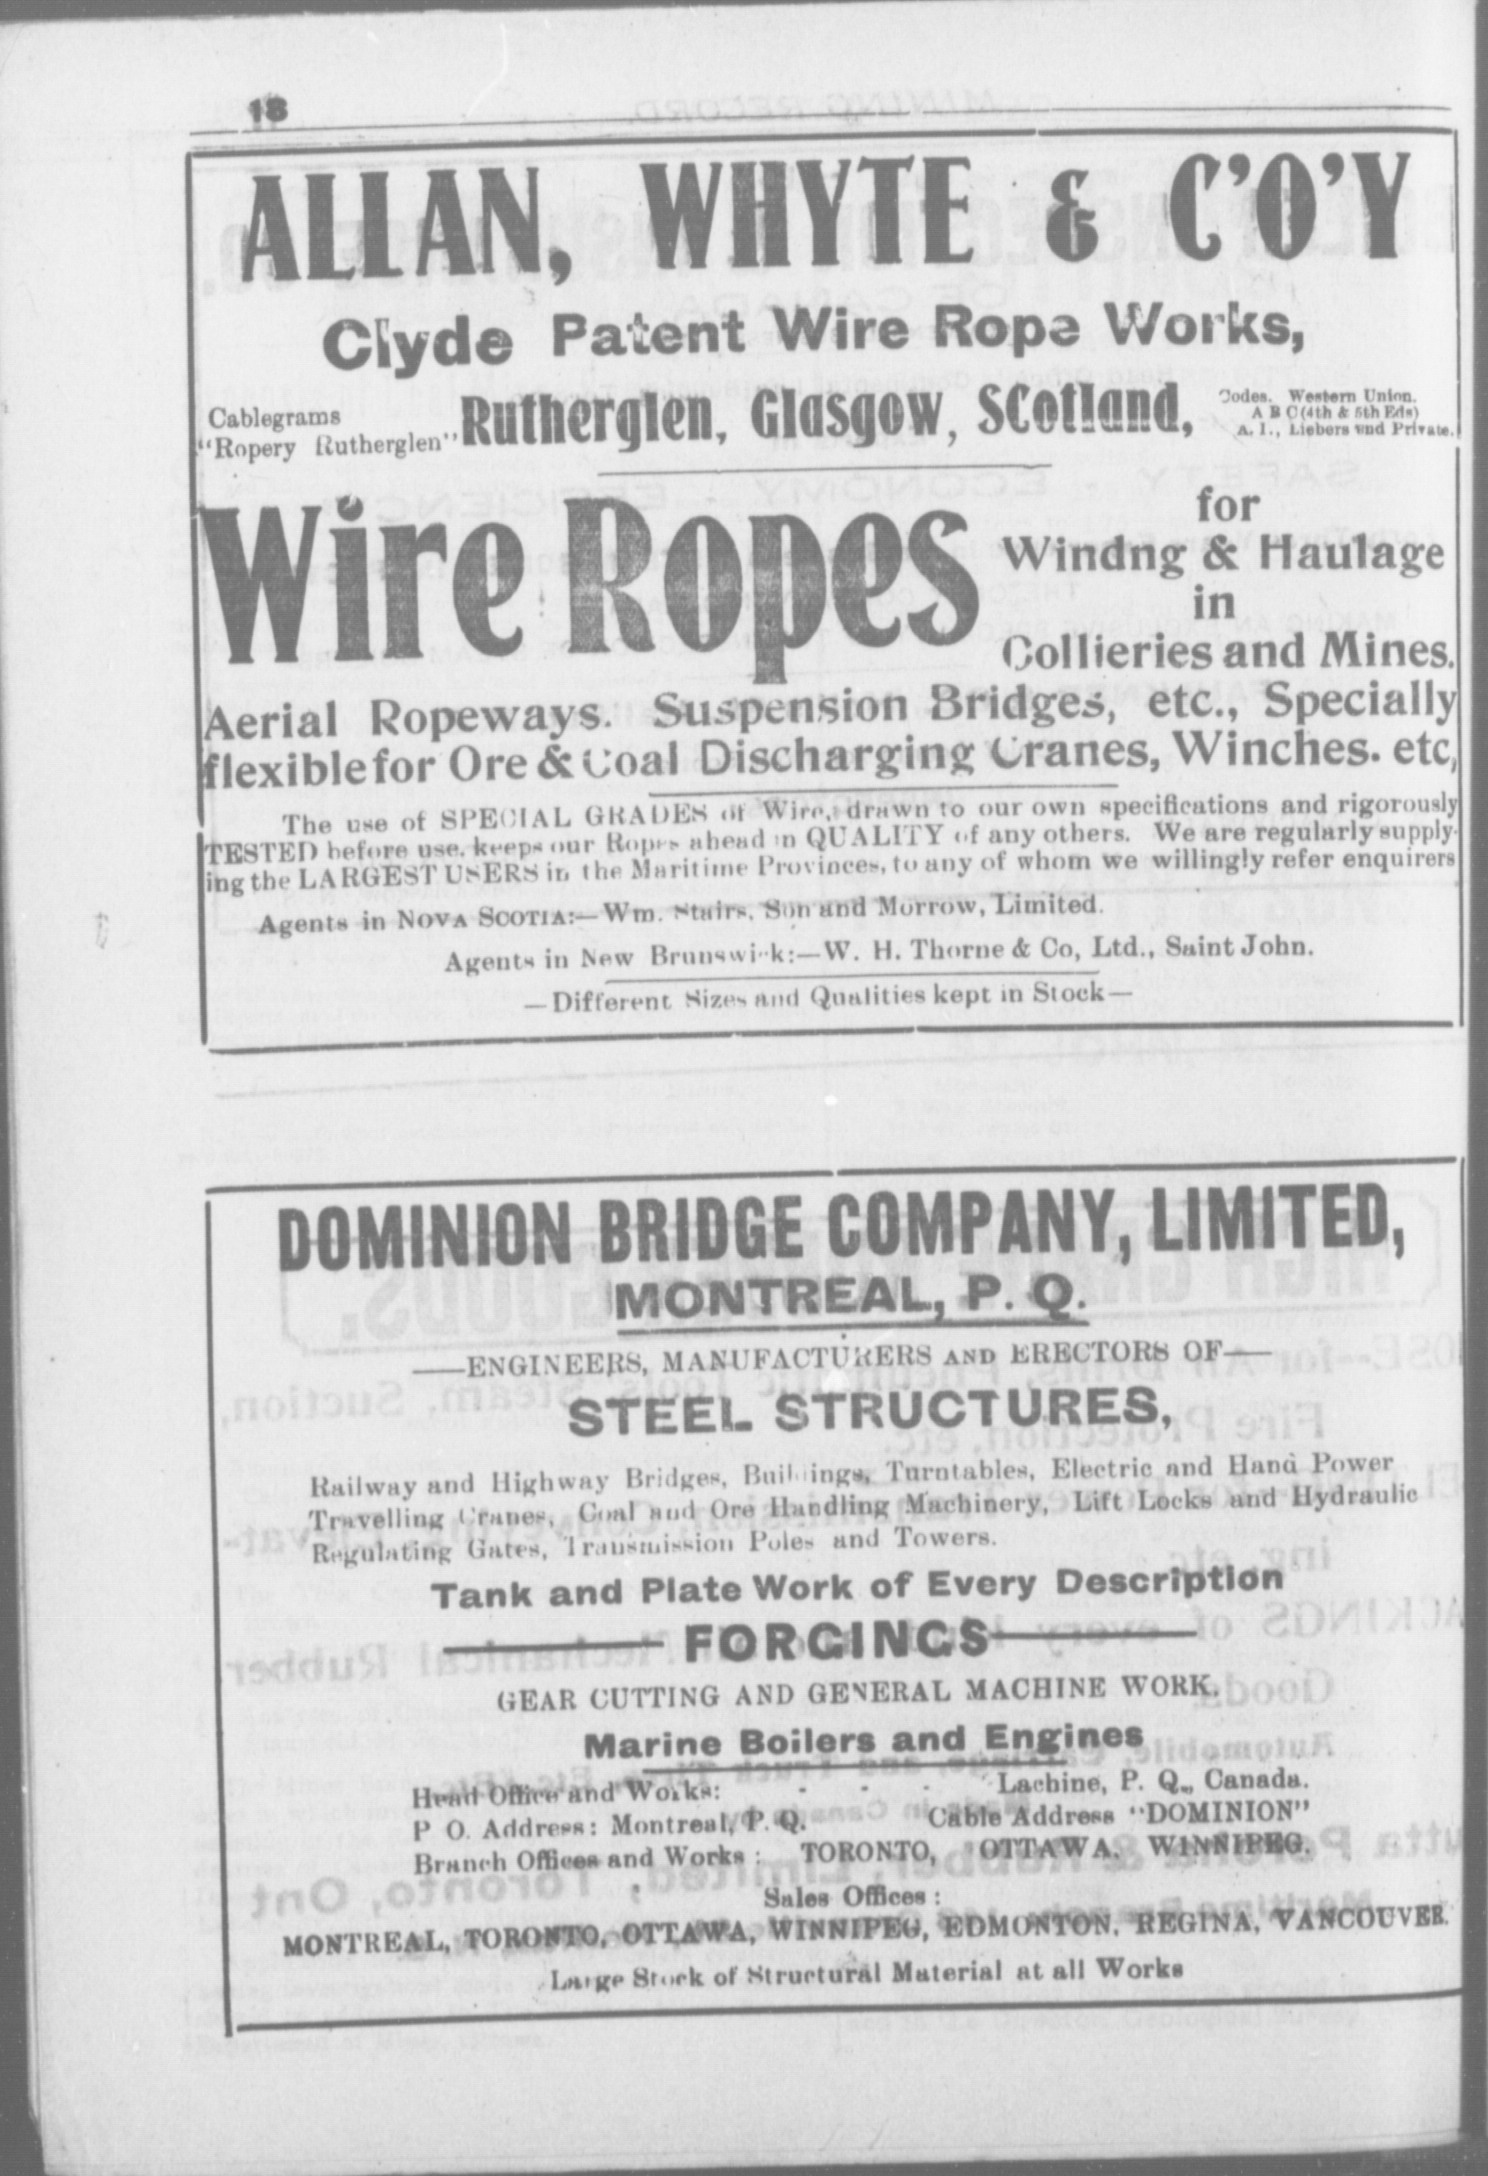 18
ALLAN, WHYTE & C'O'Y
Clyde Patent Wire Rope Works,
Cablegrams
"Ropery Rutherglen"
Rutherglen, Glasgow, SCotland,
Codes. Western Union.
A B C (4th & 5th Eds)
A. I., Liebers vnd Private.
Wire Ropes
for
Windng & Haulage
in
Collieries and Mines.
Aerial Ropeways. Suspension Bridges, etc., Specially
flexible for Ore & Coal Discharging Cranes, Winches. etc,
The use of SPECIAL GRADES of Wire, drawn to our own specifications and rigorously
TESTED before use, keeps our Ropes ahead in QUALITY of any others. We are regularly supply-
ing the LARGEST USERS in the Maritime Provinces, to any of whom we willingly refer enquirers
Agents in NOVA SCOTIA:—Wm. Stairs, Son and Morrow, Limited.
Agents in New Brunswick:—W. H. Thorne & Co, Ltd., Saint John.
—Different Sizes and Qualities kept in Stock—
DOMINION BRIDGE COMPANY, LIMITED,
MONTREAL, P. Q.
—ENGINEERS, MANUFACTURERS AND ERECTORS OF—
STEEL STRUCTURES,
Railway and Highway Bridges, Buildings, Turntables, Electric and Hand Power
Travelling Cranes, Coal and Ore Handling Machinery, Lift Locks and Hydraulic
Regulating Gates, Transmission Poles and Towers.
Tank and Plate Work of Every Description
—FORGINGS—
GEAR CUTTING AND GENERAL MACHINE WORK.
Marine Boilers and Engines
Head Office and Works: - - - Lachine, P. Q., Canada.
P O. Address: Montreal, P. Q. Cable Address "DOMINION"
Branch Offices and Works: TORONTO, OTTAWA, WINNIPEG.
Sales Offices:
MONTREAL, TORONTO, OTTAWA, WINNIPEG, EDMONTON, REGINA, VANCOUVER.
Large Stock of Structural Material at all Works